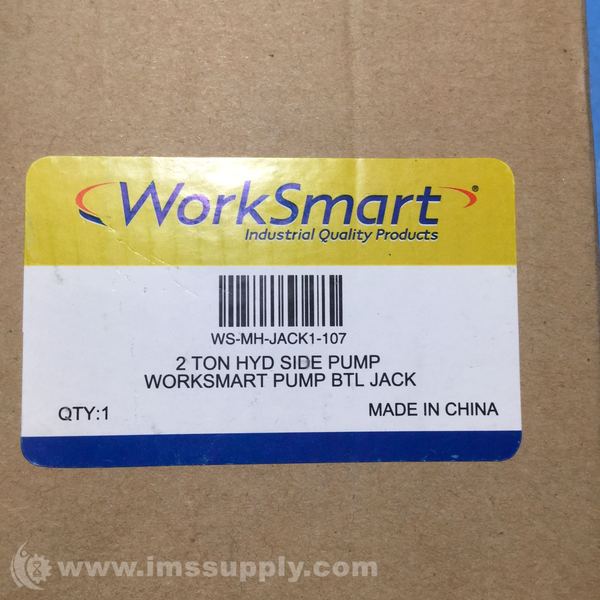 WorkSmart®
Industrial Quality Products
WS-MH-JACK1-107
2 TON HYD SIDE PUMP
WORKSMART PUMP BTL JACK
QTY:1 MADE IN CHINA
www.imssupply.com